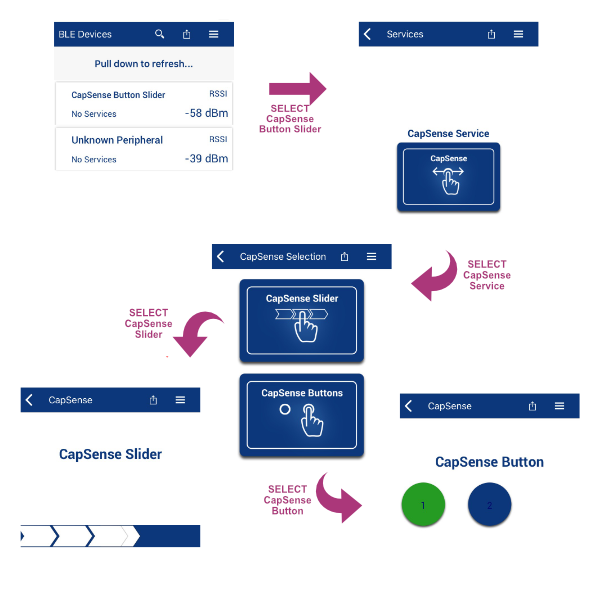 BLE Devices
Pull down to refresh...
CapSense Button Slider
RSSI
No Services
-58 dBm
Unknown Peripheral
RSSI
No Services
-39 dBm
SELECT
CapSense
Button Slider
Services
CapSense Service
CapSense
SELECT
CapSense
Service
CapSense Selection
CapSense Slider
CapSense Buttons
SELECT
CapSense
Slider
CapSense
CapSense Slider
SELECT
CapSense
Button
CapSense
CapSense Button
1
2